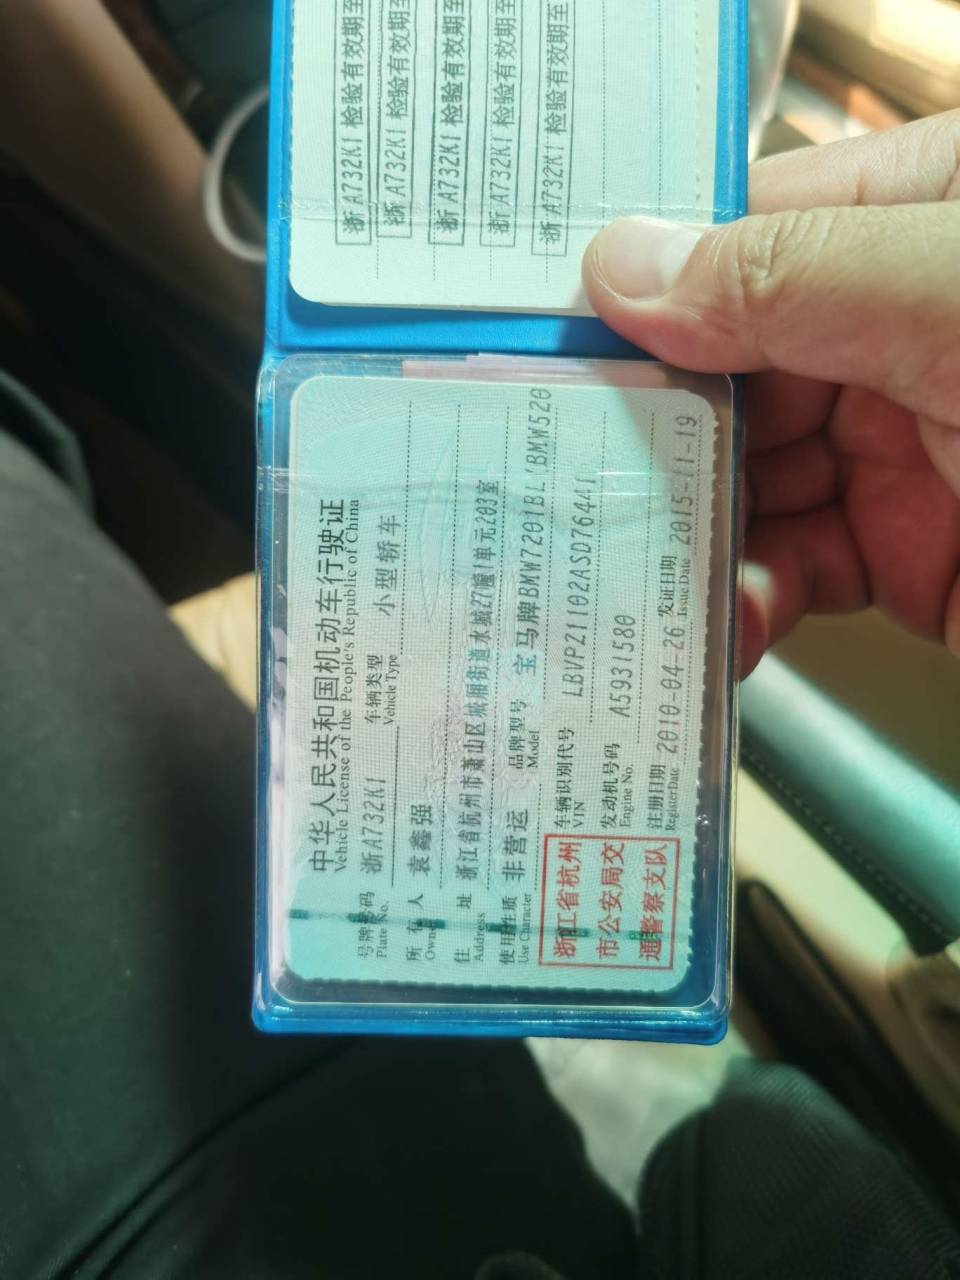 浙A732K1 检验有效期至
浙A732K1 检验有效期至
浙A732K1 检验有效期至
浙A732K1 检验有效期至
浙A732K1 检验有效期至
中华人民共和国机动车行驶证
Vehicle License of the People's Republic of China
号牌号码 浙A732K1 车辆类型 小型轿车
Plate No. Vehicle Type
所有人 袁鑫强
Owner
住址 浙江省杭州市萧山区城厢街道水城27幢1单元203室
Address
使用性质 非营运 品牌型号 宝马牌BMW7201BL(BMW520
Use Character Model
浙江省杭州 车辆识别代号 LBVPZ1102ASD76441
VIN
市公安局交 发动机号码 A5931580
Engine No.
通警察支队 注册日期 2010-04-26 发证日期 2015-11-19
Register Date Issue Date